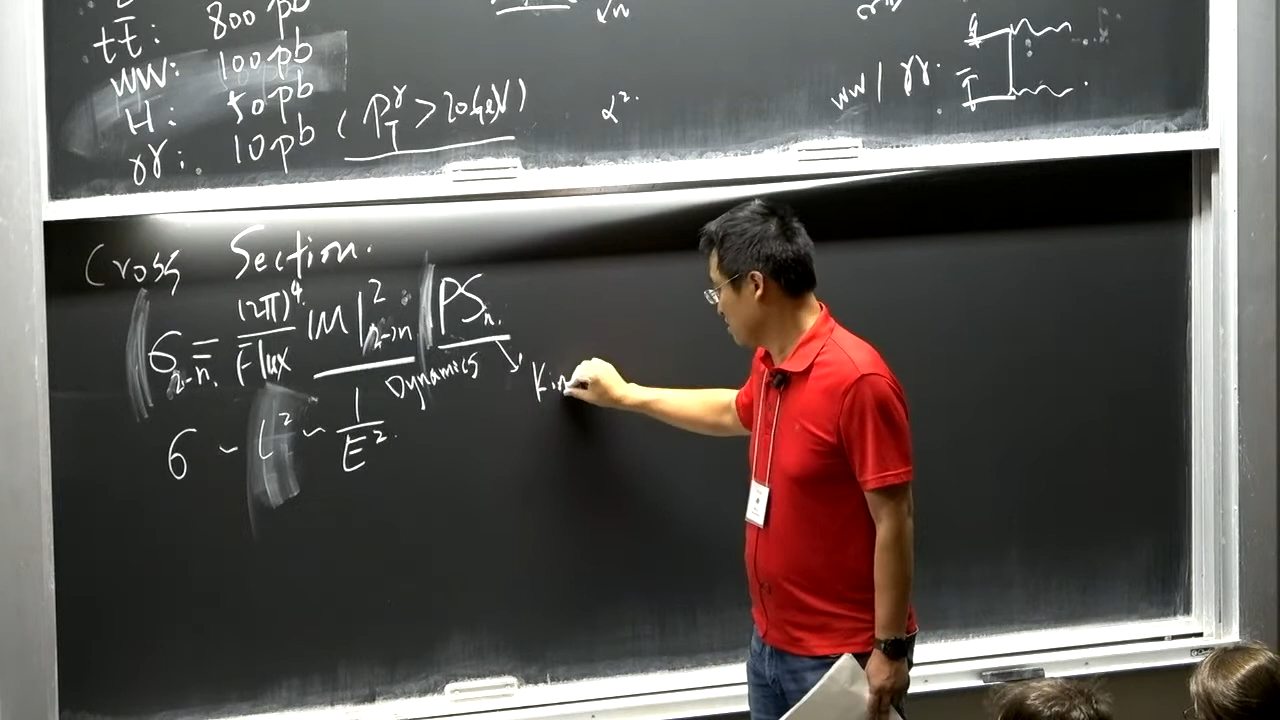 tt̄: 800 pb
WW: 100 pb
H: 50 pb
γγ: 10 pb (P_T^γ > 20 GeV)
α².
WW / γγ:
Cross Section.
σ_{2→n.} = (2π)⁴ / Flux |M|²_{2→n} PS_n.
Dynamics
Kin
σ ~ L² ~ 1 / E².